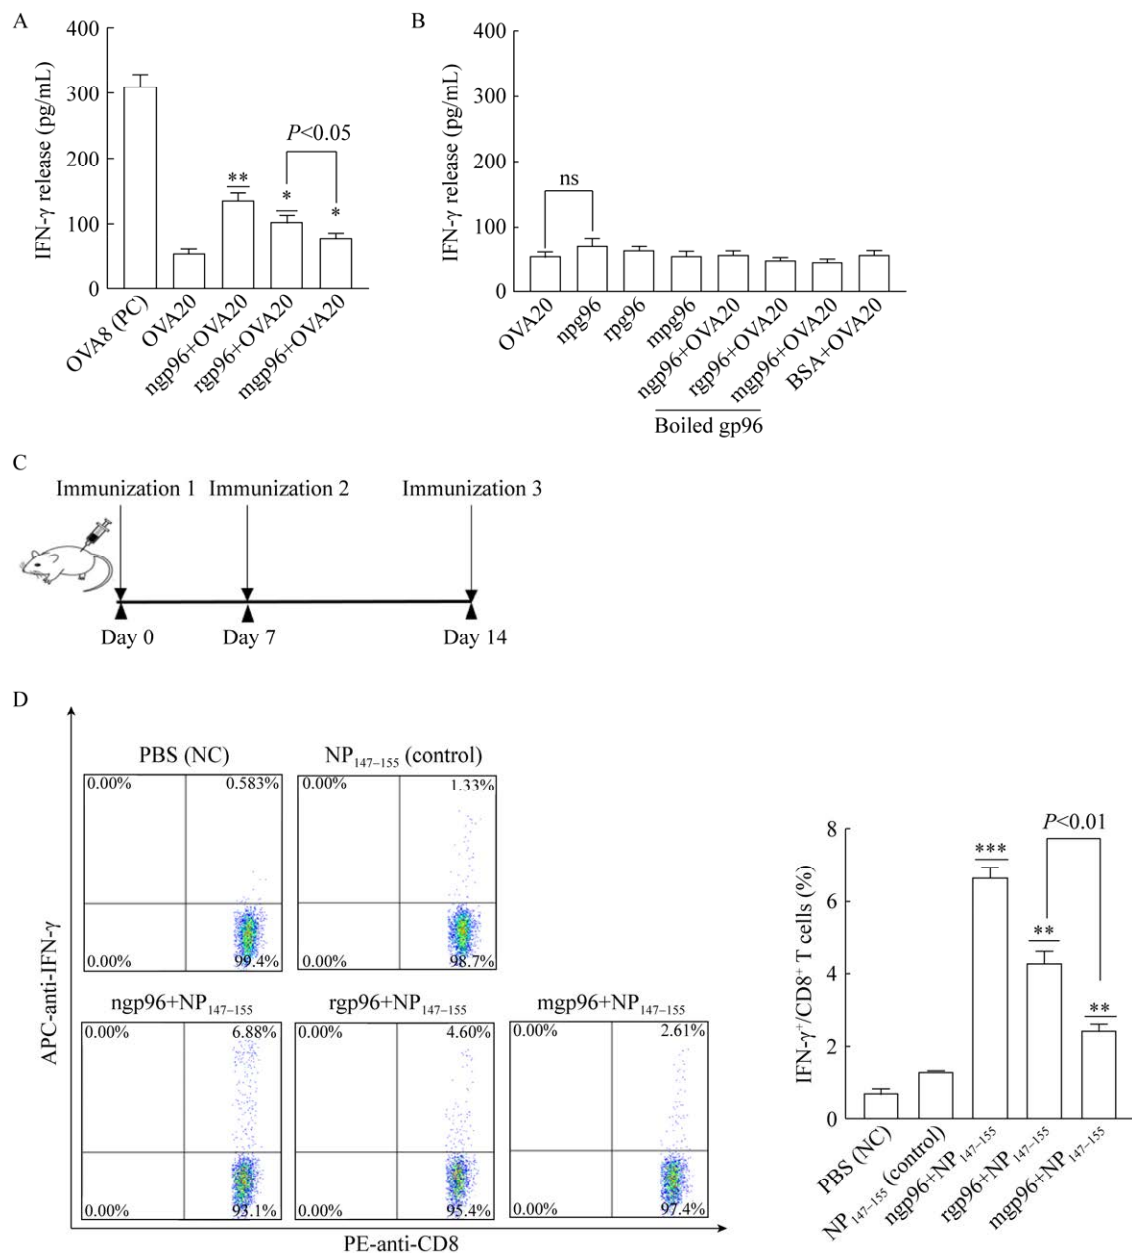 A
IFN-γ release (pg/mL)
400
300
200
100
0
P<0.05
**
*
*
OVA8 (PC)
OVA20
ngp96+OVA20
rgp96+OVA20
mgp96+OVA20
B
IFN-γ release (pg/mL)
400
300
200
100
0
ns
OVA20
npg96
rpg96
mpg96
ngp96+OVA20
rgp96+OVA20
mgp96+OVA20
BSA+OVA20
Boiled gp96
C
Immunization 1 Immunization 2 Immunization 3
Day 0 Day 7 Day 14
D
APC-anti-IFN-γ
PBS (NC)
0.00% 0.583%
0.00% 99.4%
NP147–155 (control)
0.00% 1.33%
0.00% 98.7%
ngp96+NP147–155
0.00% 6.88%
0.00% 93.1%
rgp96+NP147–155
0.00% 4.60%
0.00% 95.4%
mgp96+NP147–155
0.00% 2.61%
0.00% 97.4%
PE-anti-CD8
IFN-γ+/CD8+ T cells (%)
8
6
4
2
0
P<0.01
***
**
**
PBS (NC)
NP147–155 (control)
ngp96+NP147–155
rgp96+NP147–155
mgp96+NP147–155